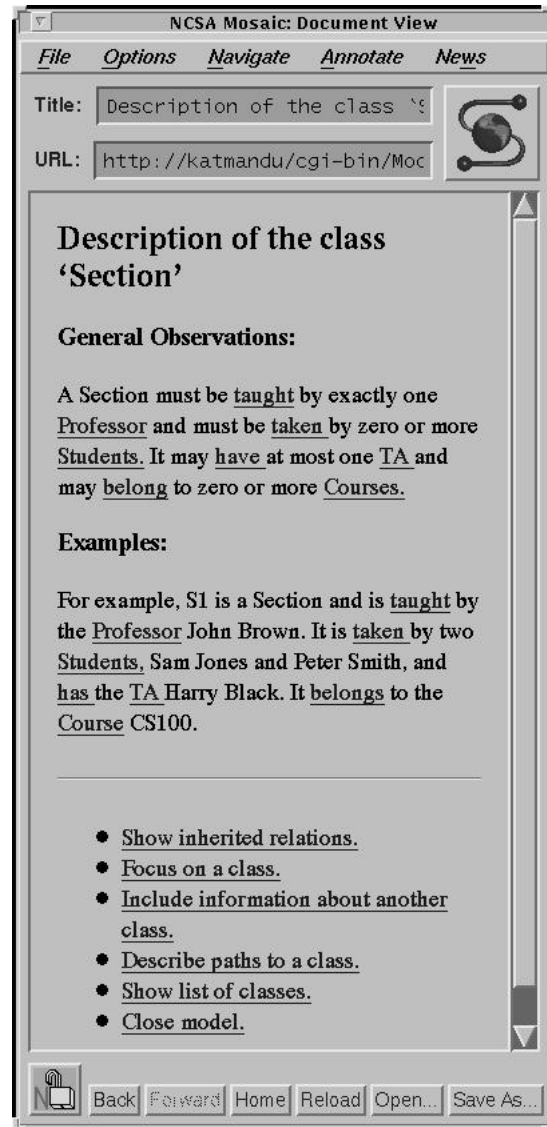 NCSA Mosaic: Document View
File Options Navigate Annotate News
Title: Description of the class `S
URL: http://katmandu/cgi-bin/Moc
Description of the class
‘Section’
General Observations:
A Section must be taught by exactly one
Professor and must be taken by zero or more
Students. It may have at most one TA and
may belong to zero or more Courses.
Examples:
For example, S1 is a Section and is taught by
the Professor John Brown. It is taken by two
Students, Sam Jones and Peter Smith, and
has the TA Harry Black. It belongs to the
Course CS100.
• Show inherited relations.
• Focus on a class.
• Include information about another
class.
• Describe paths to a class.
• Show list of classes.
• Close model.
N Back Forward Home Reload Open... Save As...